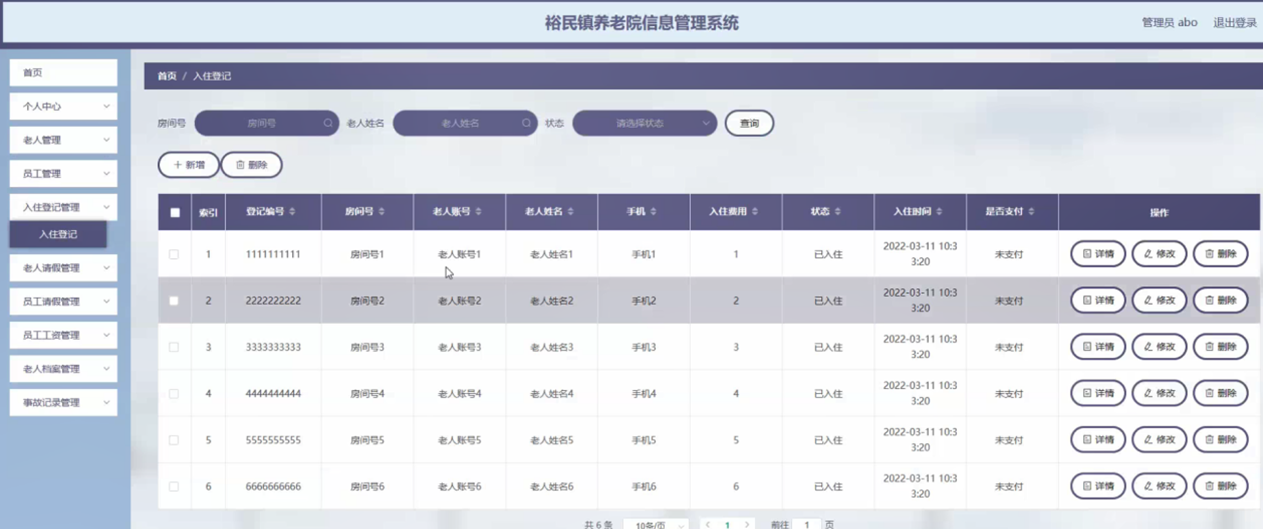 裕民镇养老院信息管理系统
管理员 abo 退出登录
首页
个人中心
老人管理
员工管理
入住登记管理
入住登记
老人请假管理
员工请假管理
员工工资管理
老人档案管理
事故记录管理
首页 / 入住登记
房间号 房间号 老人姓名 老人姓名 状态 请选择状态 查询
新增 删除
索引 登记编号 房间号 老人账号 老人姓名 手机 入住费用 状态 入住时间 是否支付 操作
1 1111111111 房间号1 老人账号1 老人姓名1 手机1 1 已入住 2022-03-11 10:33:20 未支付 详情 修改 删除
2 2222222222 房间号2 老人账号2 老人姓名2 手机2 2 已入住 2022-03-11 10:33:20 未支付 详情 修改 删除
3 3333333333 房间号3 老人账号3 老人姓名3 手机3 3 已入住 2022-03-11 10:33:20 未支付 详情 修改 删除
4 4444444444 房间号4 老人账号4 老人姓名4 手机4 4 已入住 2022-03-11 10:33:20 未支付 详情 修改 删除
5 5555555555 房间号5 老人账号5 老人姓名5 手机5 5 已入住 2022-03-11 10:33:20 未支付 详情 修改 删除
6 6666666666 房间号6 老人账号6 老人姓名6 手机6 6 已入住 2022-03-11 10:33:20 未支付 详情 修改 删除
共 6 条 10条/页 1 前往 1 页